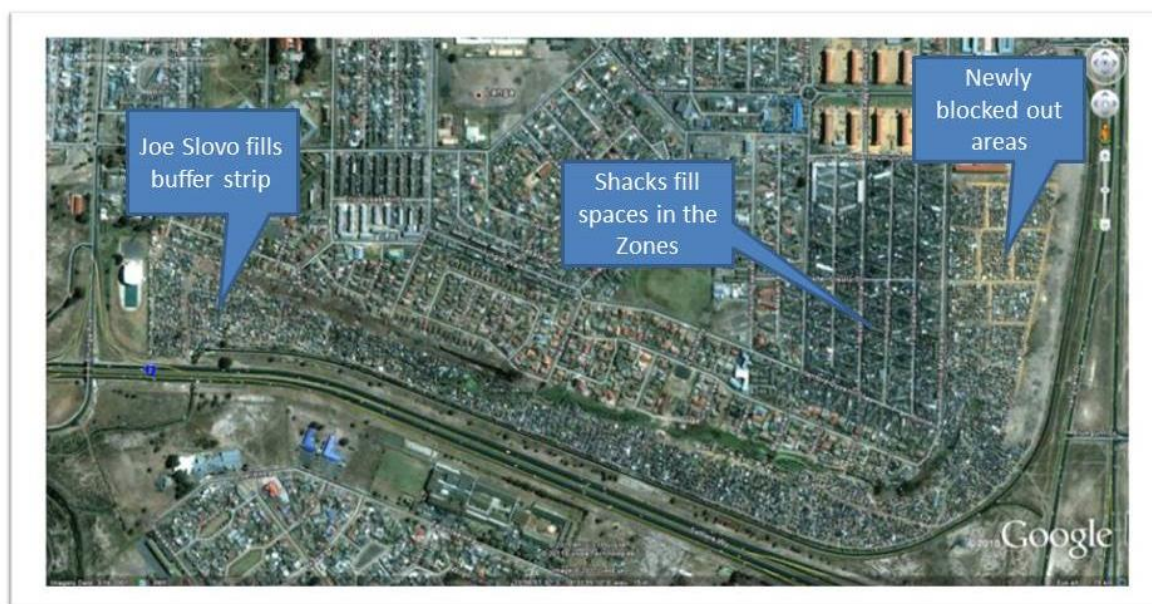 Joe Slovo fills
buffer strip
Shacks fill
spaces in the
Zones
Newly
blocked out
areas
Google